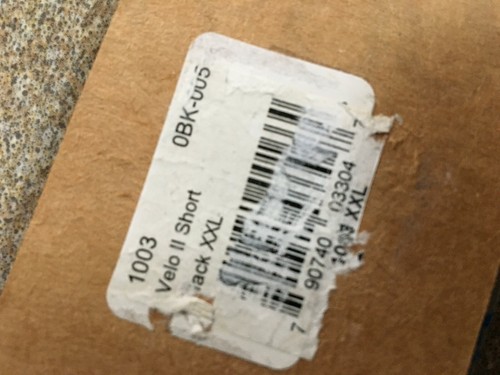 1003 0BK-005
Velo II Short
ack XXL
7 90740 03304 7
XXL